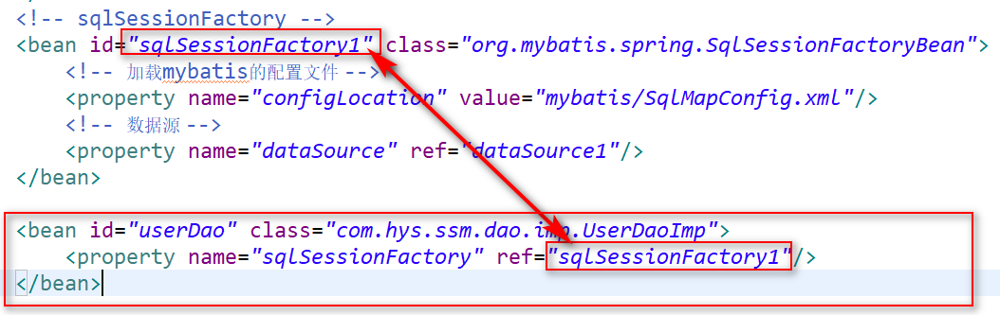 <!-- sqlSessionFactory -->
<bean id="sqlSessionFactory1" class="org.mybatis.spring.SqlSessionFactoryBean">
<!-- 加载mybatis的配置文件 -->
<property name="configLocation" value="mybatis/SqlMapConfig.xml"/>
<!-- 数据源 -->
<property name="dataSource" ref="dataSource1"/>
</bean>
<bean id="userDao" class="com.hys.ssm.dao.imp.UserDaoImp">
<property name="sqlSessionFactory" ref="sqlSessionFactory1"/>
</bean>